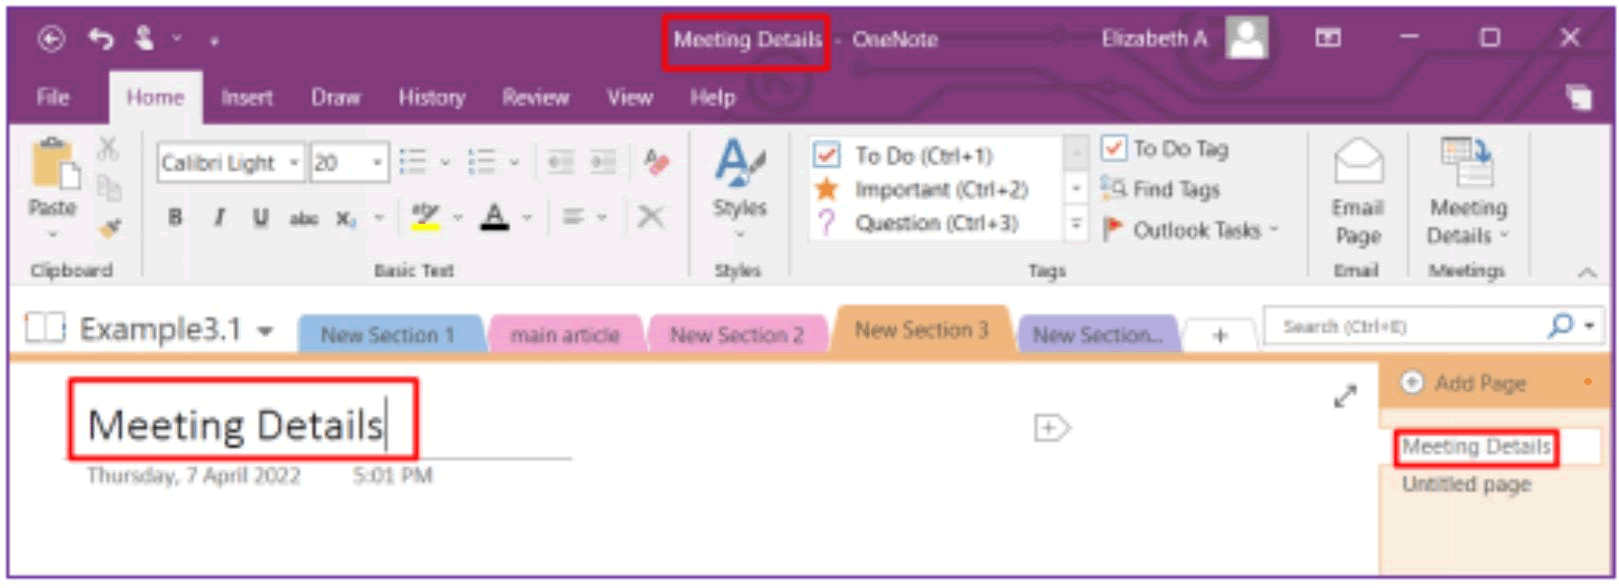 Meeting Details - OneNote
Elizabeth A
File Home Insert Draw History Review View Help
Calibri Light 20
To Do (Ctrl+1)
To Do Tag
Important (Ctrl+2)
Find Tags
Question (Ctrl+3)
Outlook Tasks
Paste
B I U abc X₂ aby A
Styles
Email Page
Meeting Details
Clipboard Basic Text Styles Tags Email Meetings
Example3.1 New Section 1 main article New Section 2 New Section 3 New Section... + Search (Ctrl+E)
Add Page
Meeting Details
Thursday, 7 April 2022 5:01 PM
Meeting Details
Untitled page